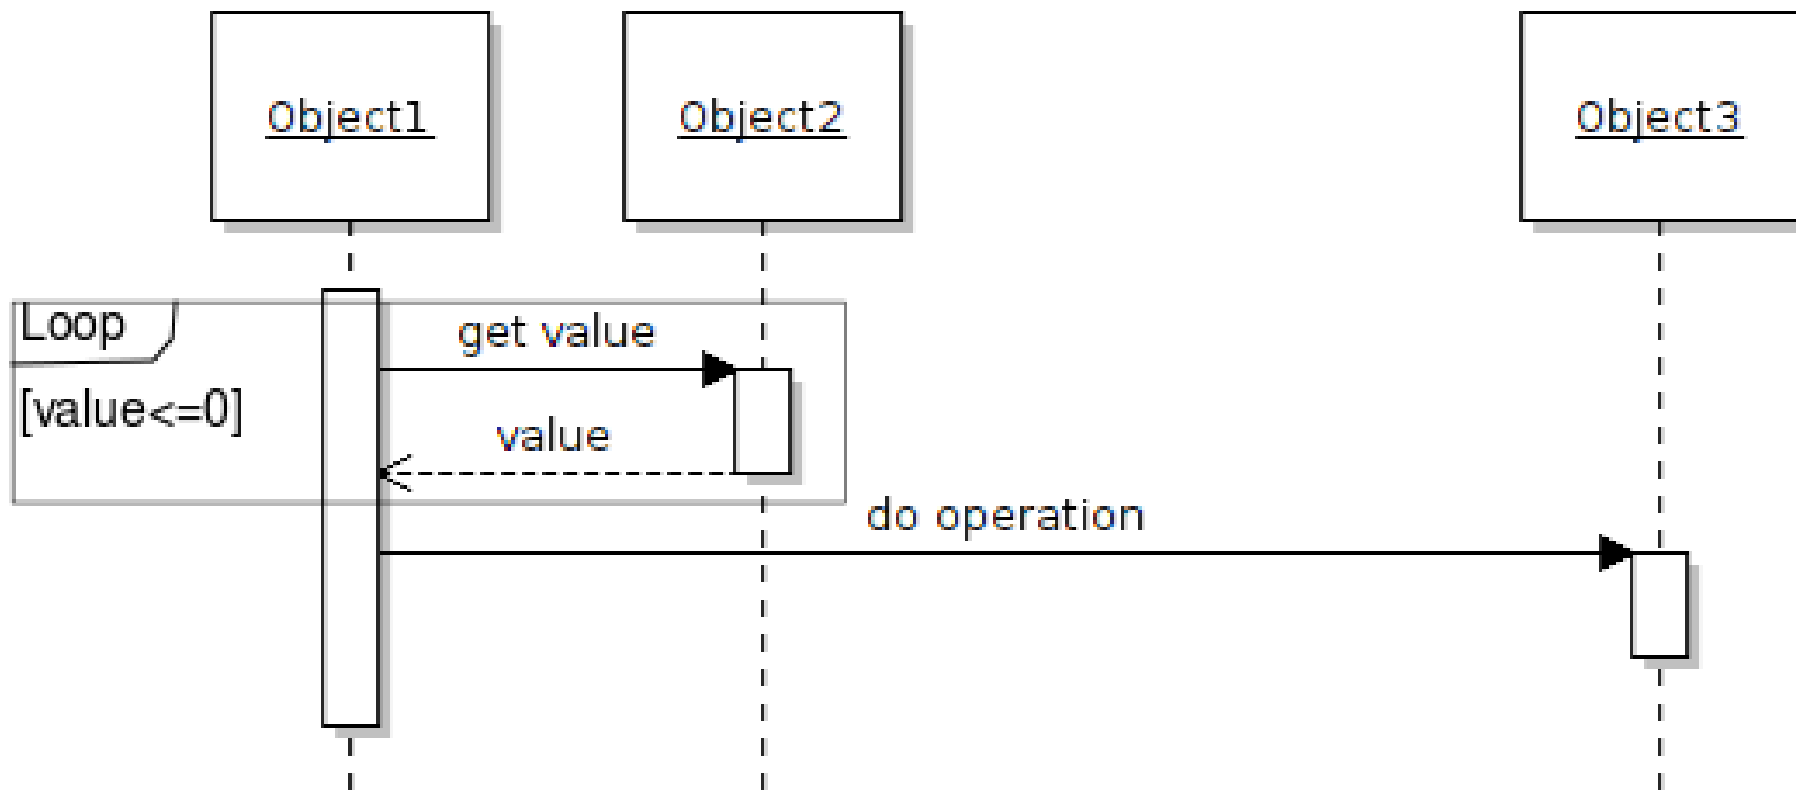 Object1
Object2
Object3
Loop
get value
[value<=0]
value
do operation